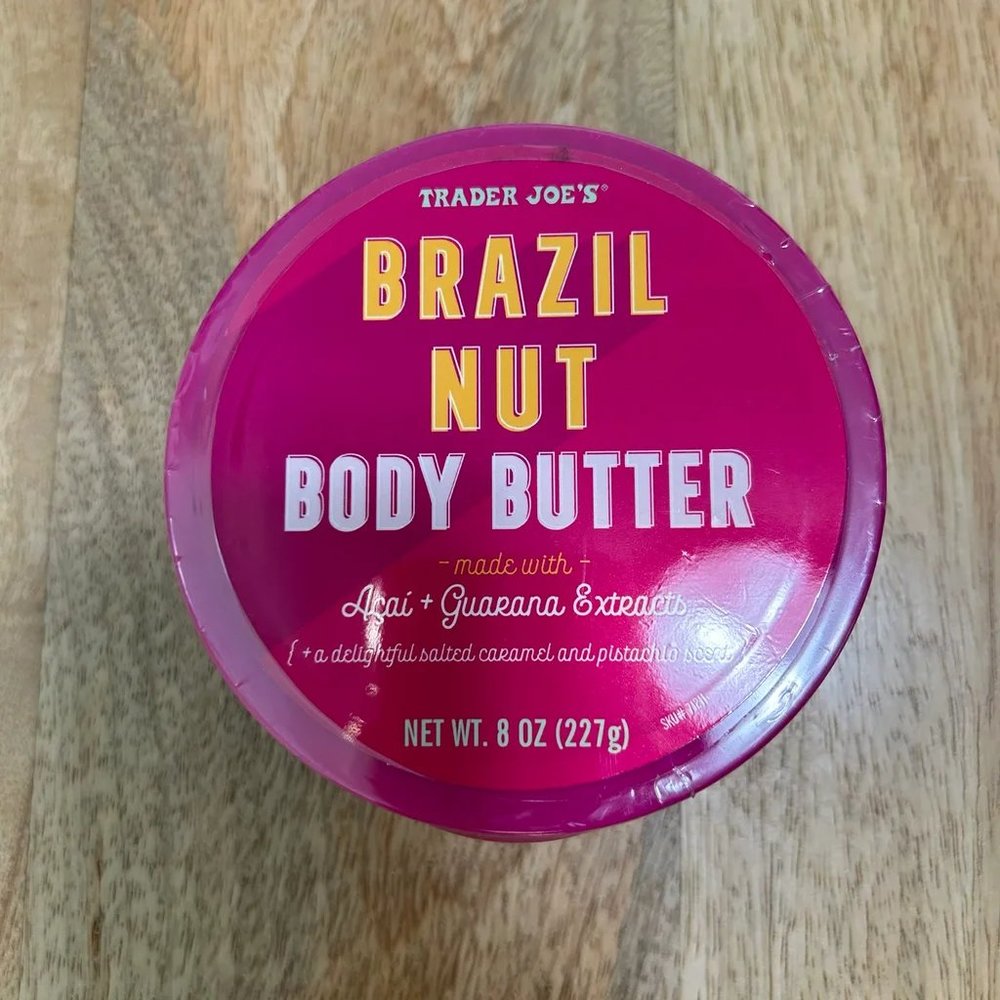 TRADER JOE'S®
BRAZIL
NUT
BODY BUTTER
- made with -
Açaí + Guarana Extracts
{ + a delightful salted caramel and pistachio scent }
NET WT. 8 OZ (227g)
SKU#